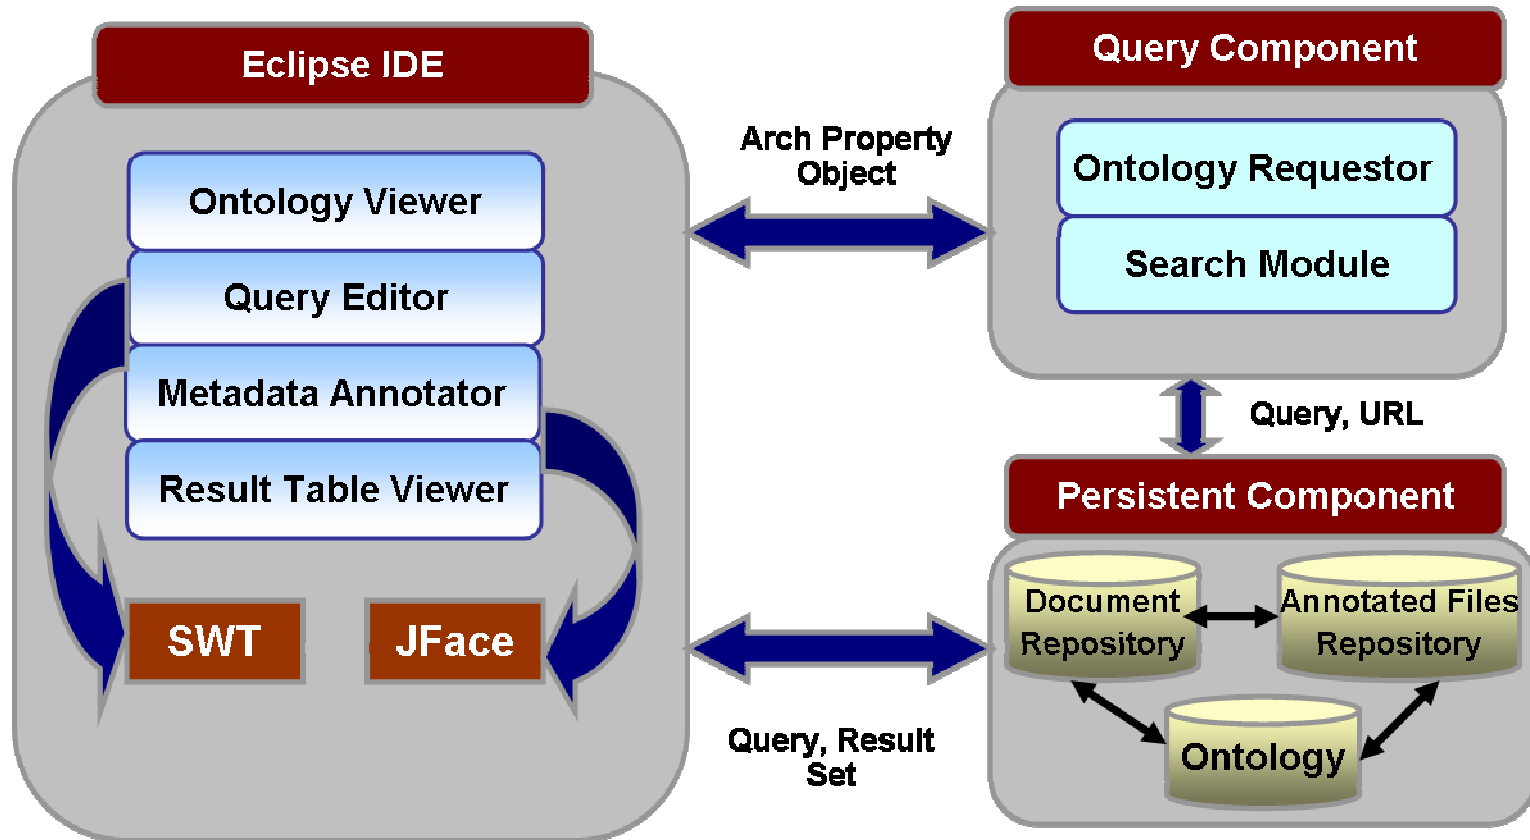 Eclipse IDE
Ontology Viewer
Query Editor
Metadata Annotator
Result Table Viewer
SWT
JFace
Arch Property
Object
Query, Result
Set
Query Component
Ontology Requestor
Search Module
Query, URL
Persistent Component
Document
Repository
Annotated Files
Repository
Ontology